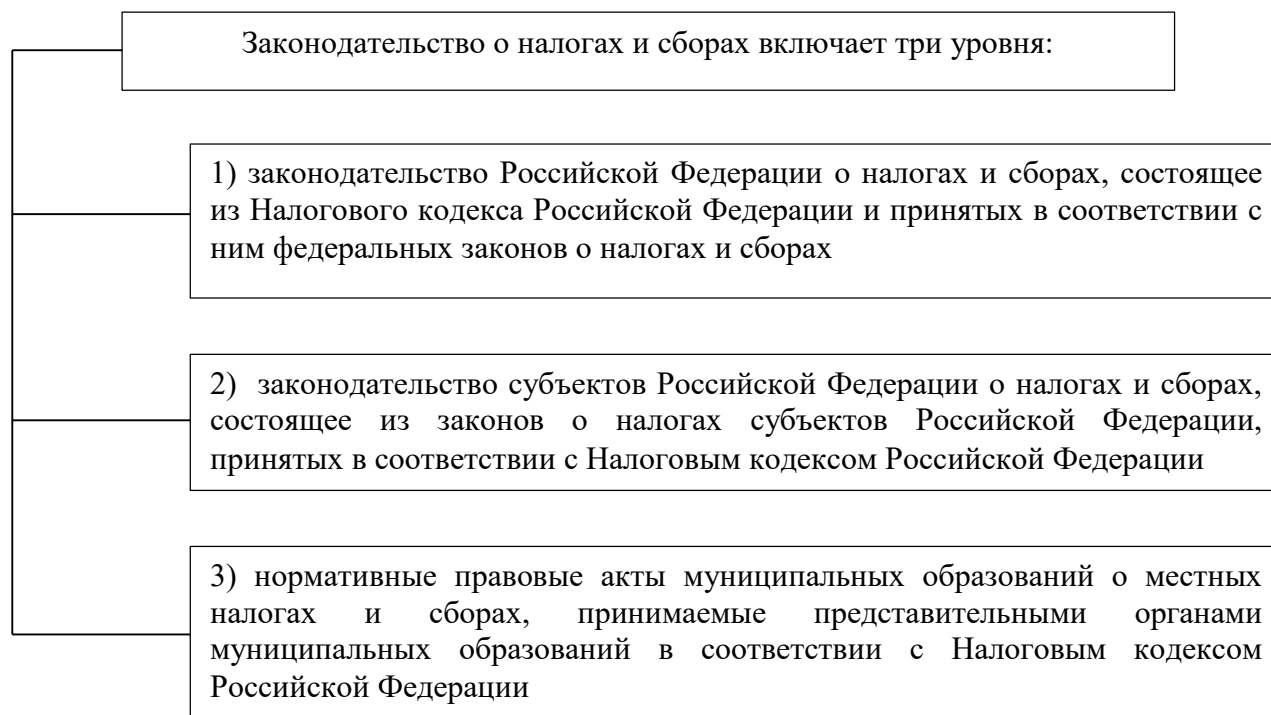 Законодательство о налогах и сборах включает три уровня:
1) законодательство Российской Федерации о налогах и сборах, состоящее
из Налогового кодекса Российской Федерации и принятых в соответствии с
ним федеральных законов о налогах и сборах
2) законодательство субъектов Российской Федерации о налогах и сборах,
состоящее из законов о налогах субъектов Российской Федерации,
принятых в соответствии с Налоговым кодексом Российской Федерации
3) нормативные правовые акты муниципальных образований о местных
налогах и сборах, принимаемые представительными органами
муниципальных образований в соответствии с Налоговым кодексом
Российской Федерации